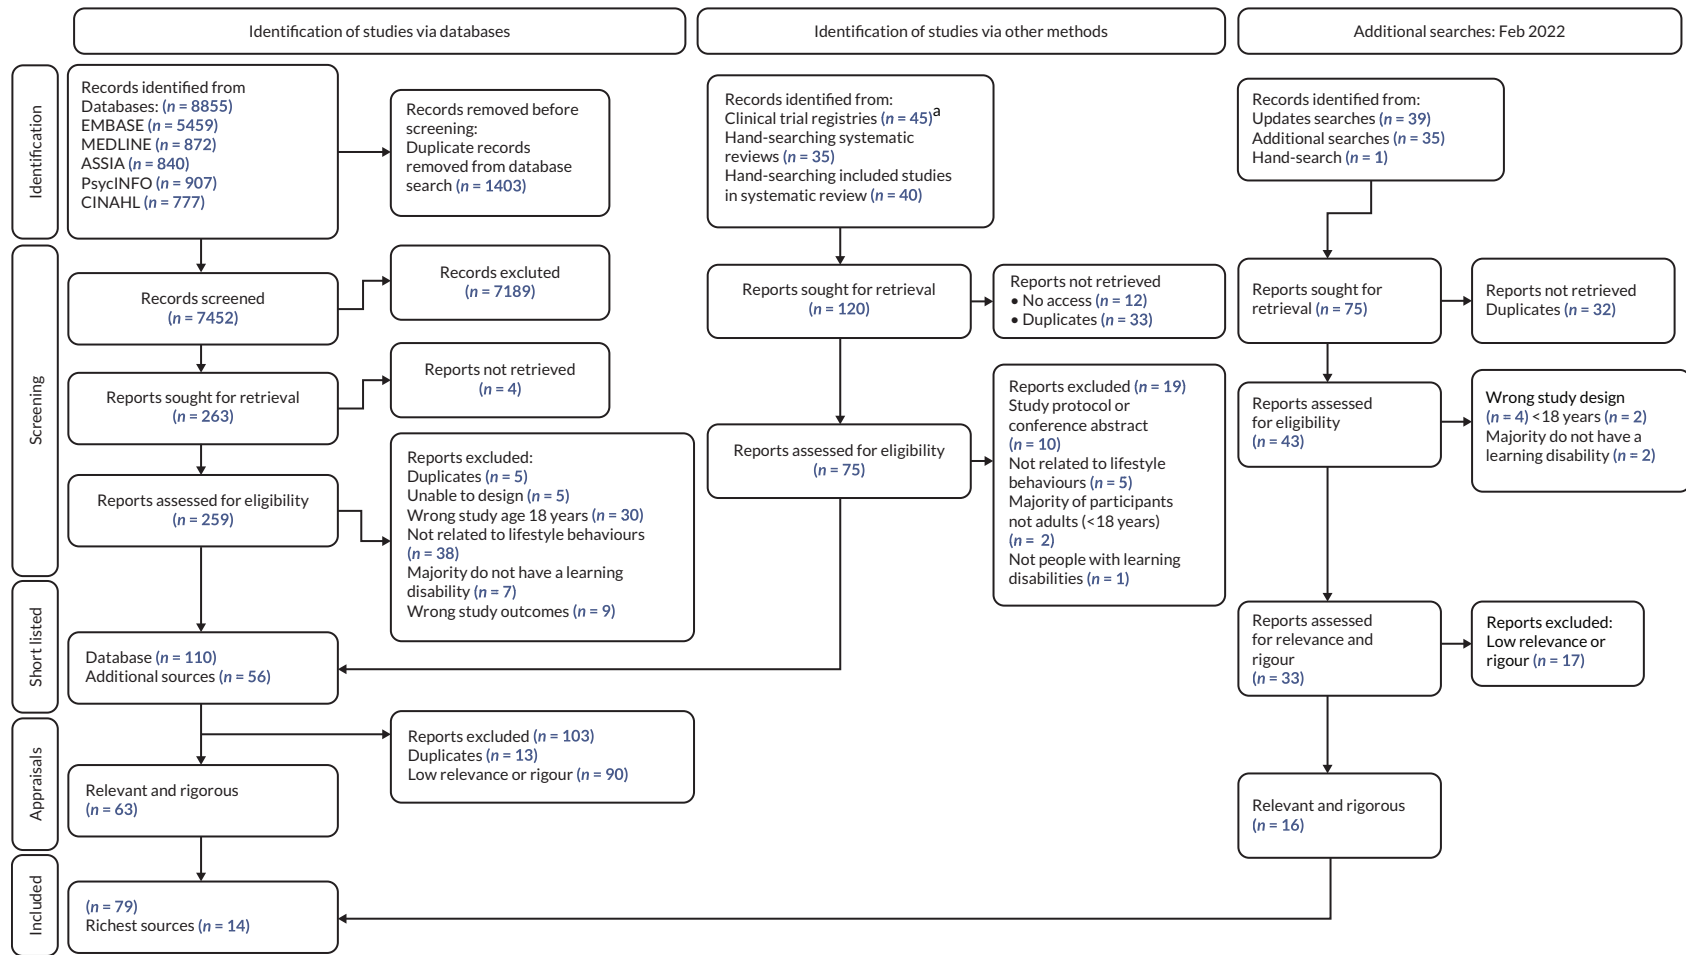 Identification of studies via databases
Identification of studies via other methods
Additional searches: Feb 2022
Identification
Records identified from
Databases: (n = 8855)
EMBASE (n = 5459)
MEDLINE (n = 872)
ASSIA (n = 840)
PsycINFO (n = 907)
CINAHL (n = 777)
Records removed before
screening:
Duplicate records
removed from database
search (n = 1403)
Records identified from:
Clinical trial registries (n = 45)a
Hand-searching systematic
reviews (n = 35)
Hand-searching included studies
in systematic review (n = 40)
Records identified from:
Updates searches (n = 39)
Additional searches (n = 35)
Hand-search (n = 1)
Screening
Records screened
(n = 7452)
Records excluted
(n = 7189)
Reports sought for retrieval
(n = 263)
Reports not retrieved
(n = 4)
Reports assessed for eligibility
(n = 259)
Reports excluded:
Duplicates (n = 5)
Unable to design (n = 5)
Wrong study age 18 years (n = 30)
Not related to lifestyle behaviours
(n = 38)
Majority do not have a learning
disability (n = 7)
Wrong study outcomes (n = 9)
Reports sought for retrieval
(n = 120)
Reports not retrieved
• No access (n = 12)
• Duplicates (n = 33)
Reports assessed for eligibility
(n = 75)
Reports excluded (n = 19)
Study protocol or
conference abstract
(n = 10)
Not related to lifestyle
behaviours (n = 5)
Majority of participants
not adults (<18 years)
(n = 2)
Not people with learning
disabilities (n = 1)
Reports sought for
retrieval (n = 75)
Reports not retrieved
Duplicates (n = 32)
Reports assessed
for eligibility
(n = 43)
Wrong study design
(n = 4) <18 years (n = 2)
Majority do not have a
learning disability (n = 2)
Short listed
Database (n = 110)
Additional sources (n = 56)
Reports assessed
for relevance and
rigour
(n = 33)
Reports excluded:
Low relevance or
rigour (n = 17)
Appraisals
Reports excluded (n = 103)
Duplicates (n = 13)
Low relevance or rigour (n = 90)
Relevant and rigorous
(n = 63)
Relevant and rigorous
(n = 16)
Included
(n = 79)
Richest sources (n = 14)